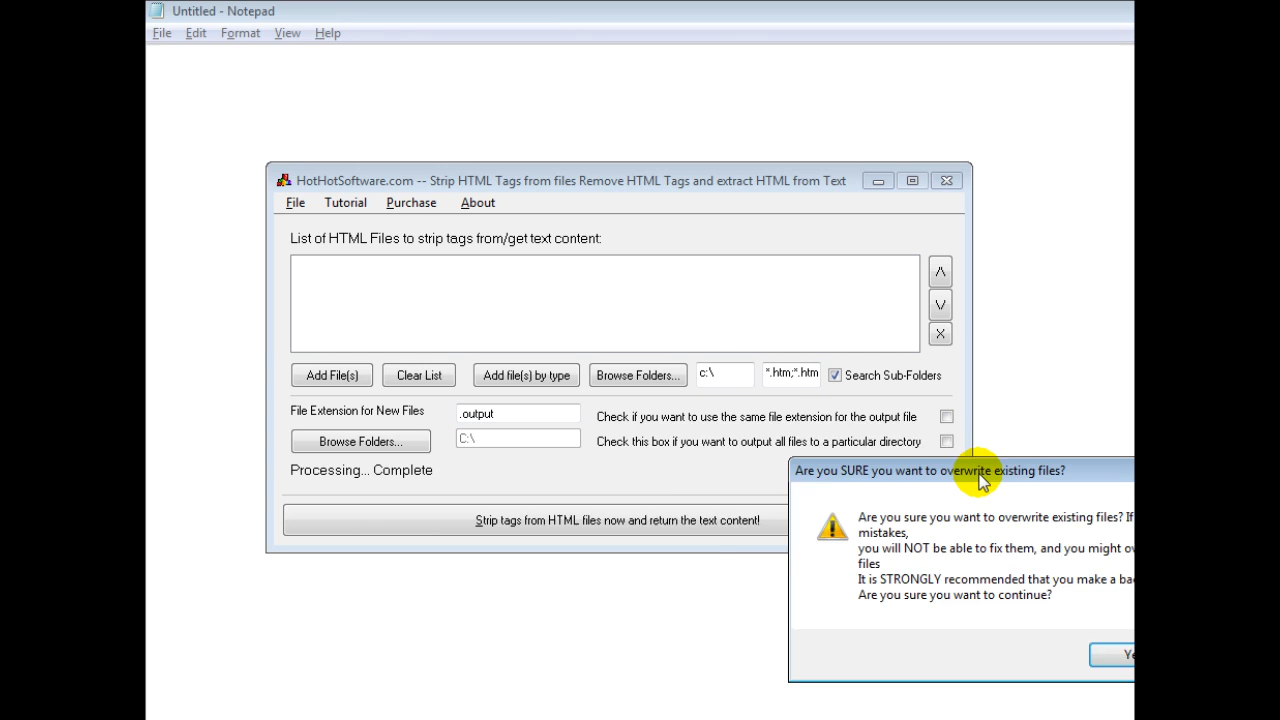 Untitled - Notepad
File Edit Format View Help
HotHotSoftware.com -- Strip HTML Tags from files Remove HTML Tags and extract HTML from Text
File Tutorial Purchase About
List of HTML Files to strip tags from/get text content:
Add File(s) Clear List Add file(s) by type Browse Folders... c:\ *.htm;*.htm Search Sub-Folders
File Extension for New Files .output Check if you want to use the same file extension for the output file
Browse Folders... C:\ Check this box if you want to output all files to a particular directory
Processing... Complete
Strip tags from HTML files now and return the text content!
Are you SURE you want to overwrite existing files?
Are you sure you want to overwrite existing files? If
mistakes,
you will NOT be able to fix them, and you might
files
It is STRONGLY recommended that you make a
Are you sure you want to continue?